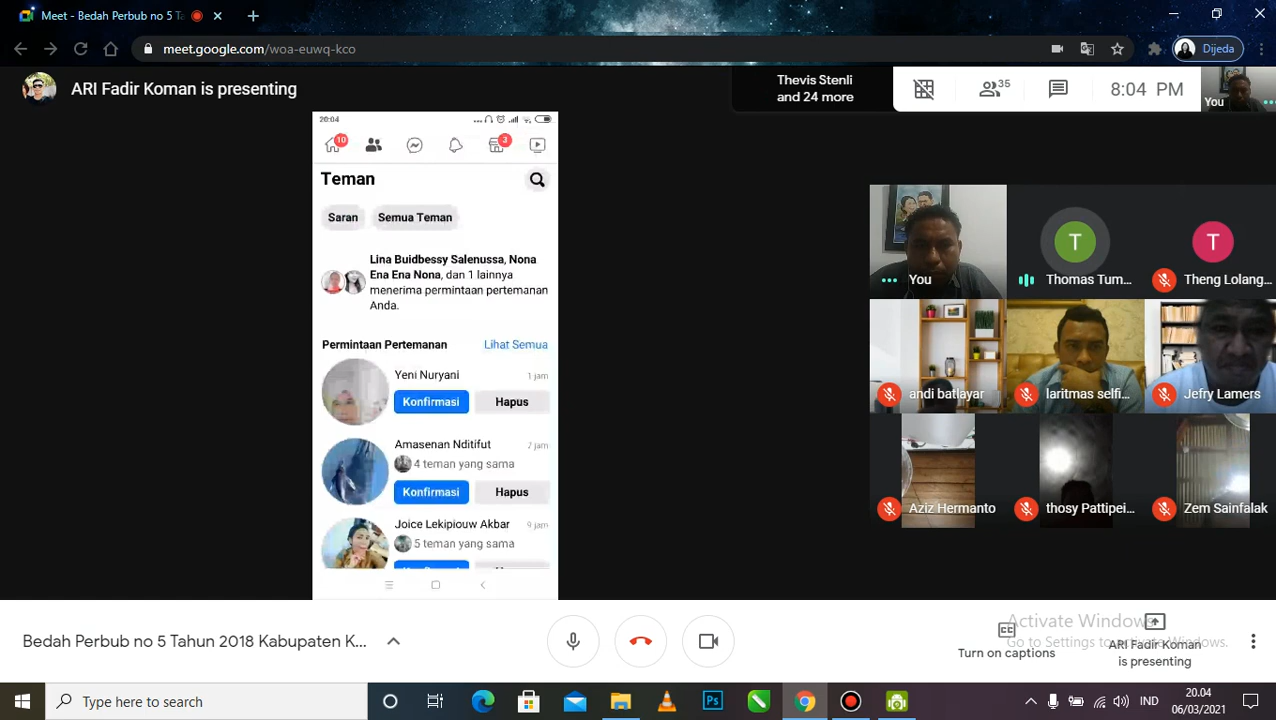 Meet - Bedah Perbub no 5 Ta
meet.google.com/woa-euwq-kco
Dijeda
ARI Fadir Koman is presenting
Thevis Stenli
and 24 more
35
8:04 PM
You
20:04
10
3
Teman
Saran
Semua Teman
Lina Buidbessy Salenussa, Nona
Ena Ena Nona, dan 1 lainnya
menerima permintaan pertemanan
Anda.
Permintaan Pertemanan
Lihat Semua
Yeni Nuryani
1 jam
Konfirmasi
Hapus
Amasenan Nditifut
7 jam
4 teman yang sama
Konfirmasi
Hapus
Joice Lekipiouw Akbar
9 jam
5 teman yang sama
You
T
Thomas Tum...
T
Theng Lolang...
andi batlayar
laritmas selfi...
Jefry Lamers
Aziz Hermanto
thosy Pattipei...
Zem Sainfalak
Bedah Perbub no 5 Tahun 2018 Kabupaten K...
CC
Turn on captions
ARI Fadir Koman
is presenting
Activate Windows
Go to Settings to activate Windows.
Type here to search
Ps
IND
20.04
06/03/2021